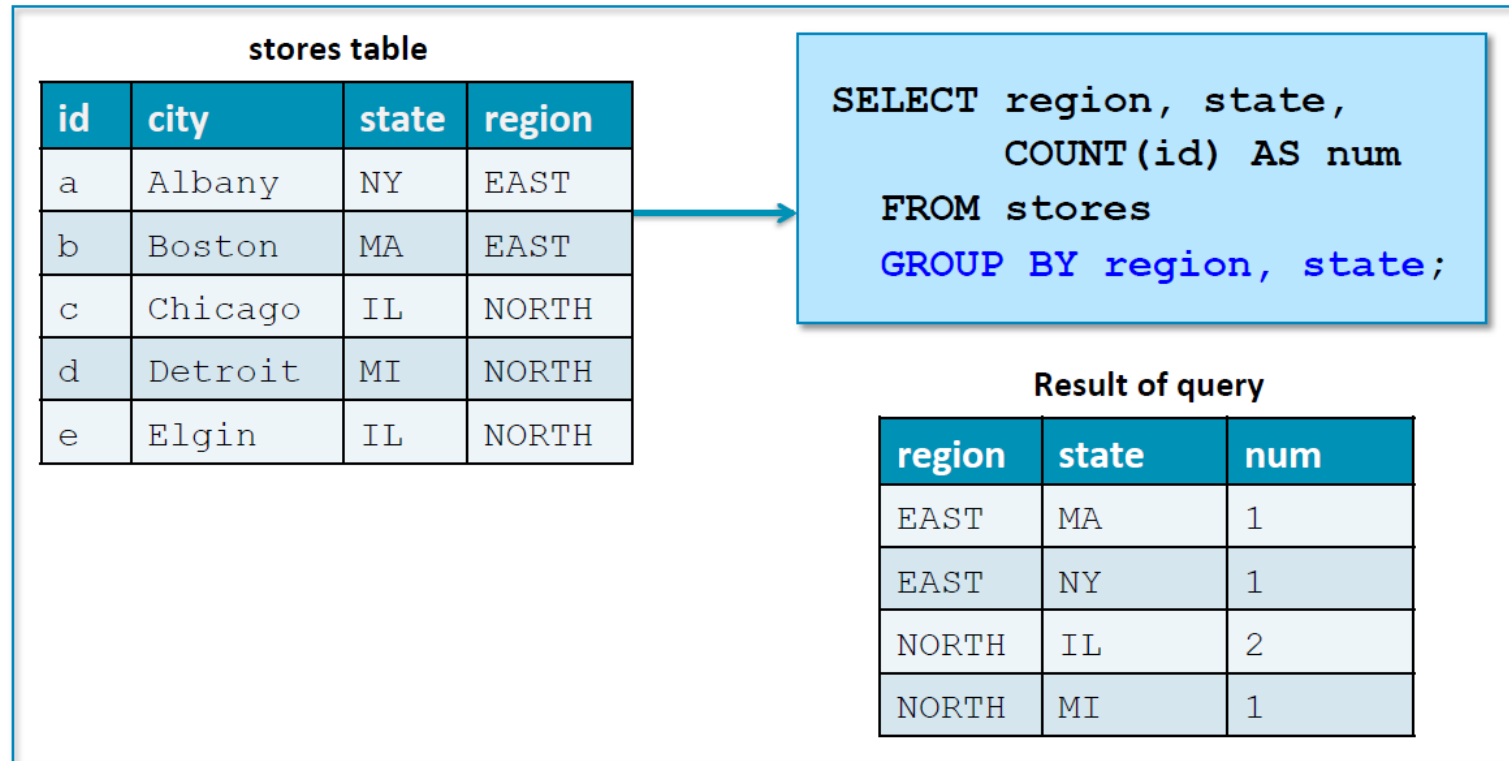 stores table
id city state region
a Albany NY EAST
b Boston MA EAST
c Chicago IL NORTH
d Detroit MI NORTH
e Elgin IL NORTH
SELECT region, state,
COUNT(id) AS num
FROM stores
GROUP BY region, state;
Result of query
region state num
EAST MA 1
EAST NY 1
NORTH IL 2
NORTH MI 1